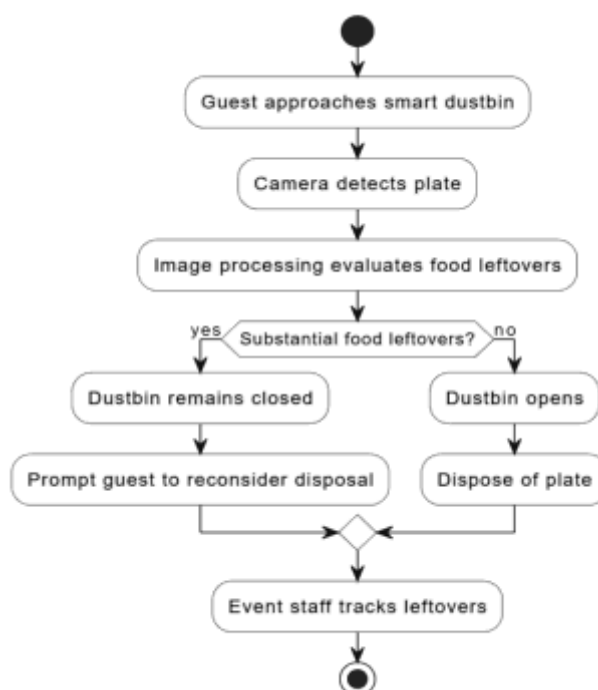 Guest approaches smart dustbin
Camera detects plate
Image processing evaluates food leftovers
yes
Substantial food leftovers?
no
Dustbin remains closed
Dustbin opens
Prompt guest to reconsider disposal
Dispose of plate
Event staff tracks leftovers